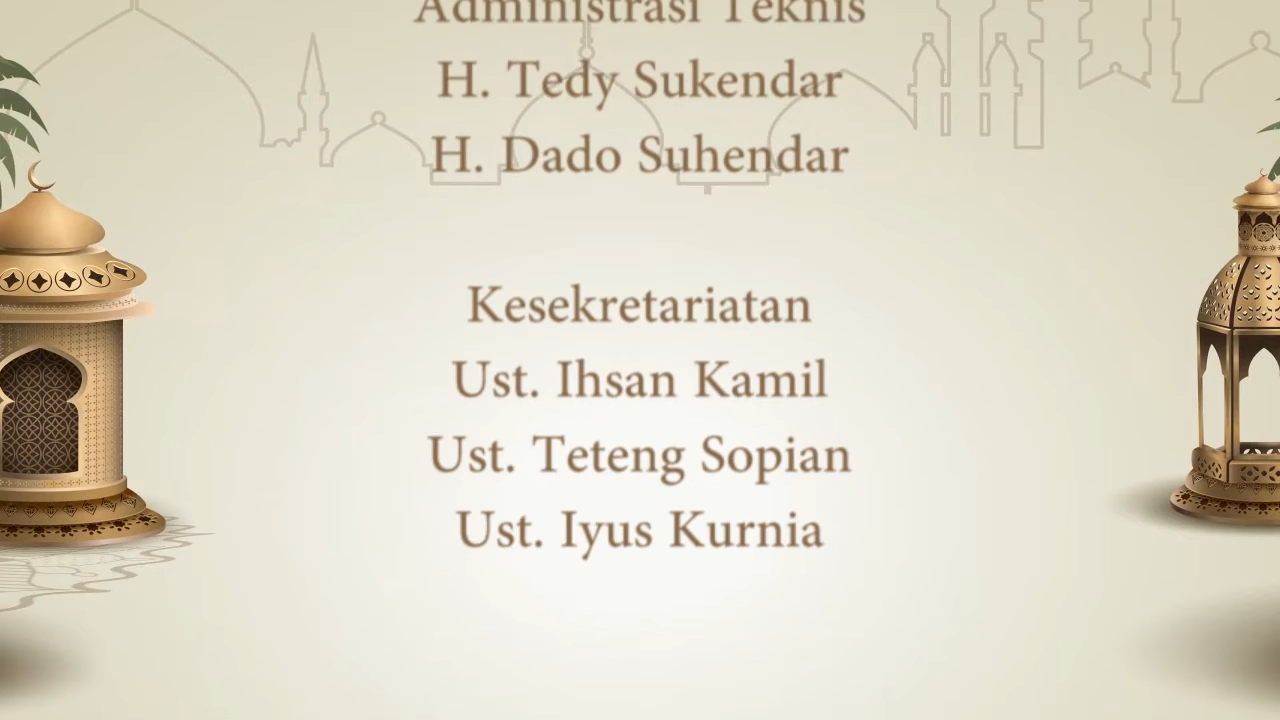 Administrasi Teknis
H. Tedy Sukendar
H. Dado Suhendar
Kesekretariatan
Ust. Ihsan Kamil
Ust. Teteng Sopian
Ust. Iyus Kurnia